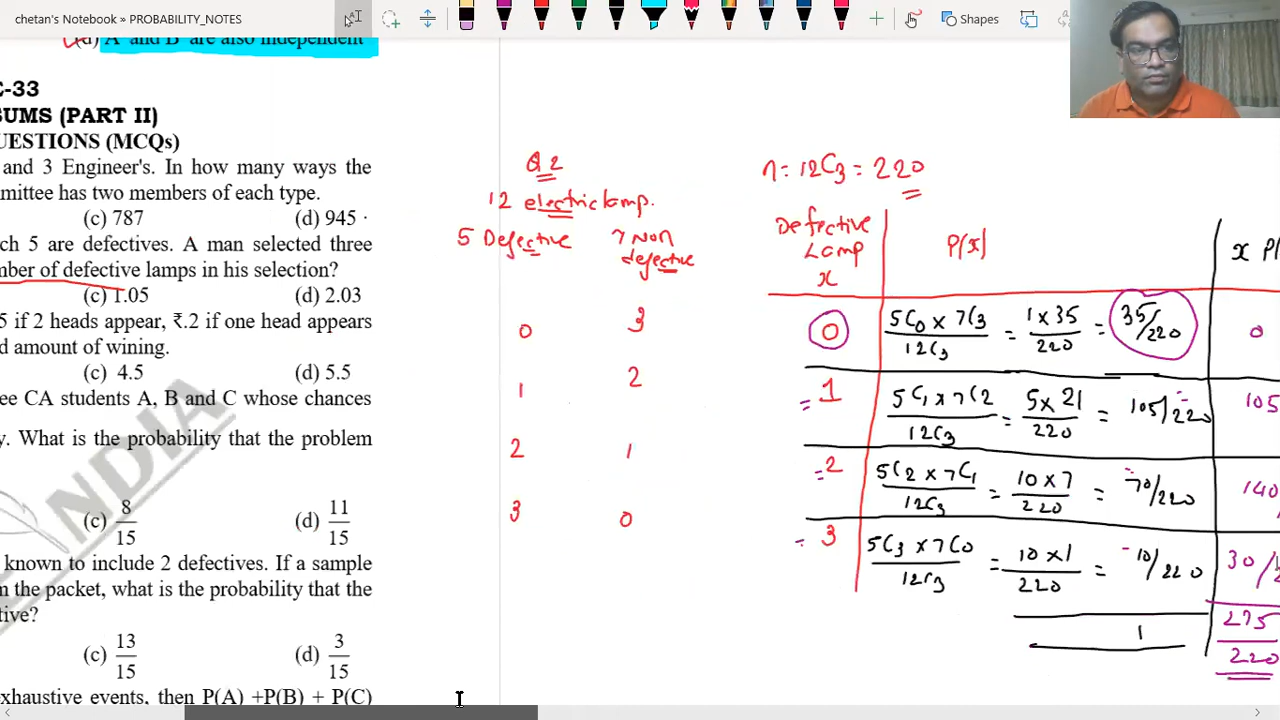 chetan's Notebook » PROBABILITY_NOTES
Shapes
(d) A and B are also independent
C-33
SUMS (PART II)
UESTIONS (MCQs)
and 3 Engineer's. In how many ways the
mmittee has two members of each type.
(c) 787 (d) 945
ch 5 are defectives. A man selected three
mber of defective lamps in his selection?
(c) 1.05 (d) 2.03
5 if 2 heads appear, ₹.2 if one head appears
d amount of wining.
(c) 4.5 (d) 5.5
ee CA students A, B and C whose chances
y. What is the probability that the problem
(c) 8/15 (d) 11/15
known to include 2 defectives. If a sample
m the packet, what is the probability that the
tive?
(c) 13/15 (d) 3/15
exhaustive events, then P(A) +P(B) + P(C)
NDIA
Q2
12 electric lamp.
5 Defective 7 Non defective
0 3
1 2
2 1
3 0
n = 12C3 = 220
Defective Lamp x P(x) x P(
0 5C0 x 7C3 / 12C3 = 1 x 35 / 220 = 35/220 0
1 5C1 x 7C2 / 12C3 = 5 x 21 / 220 = 105/220 105
2 5C2 x 7C1 / 12C3 = 10 x 7 / 220 = 70/220 140
3 5C3 x 7C0 / 12C3 = 10 x 1 / 220 = 10/220 30/2
1 275/220